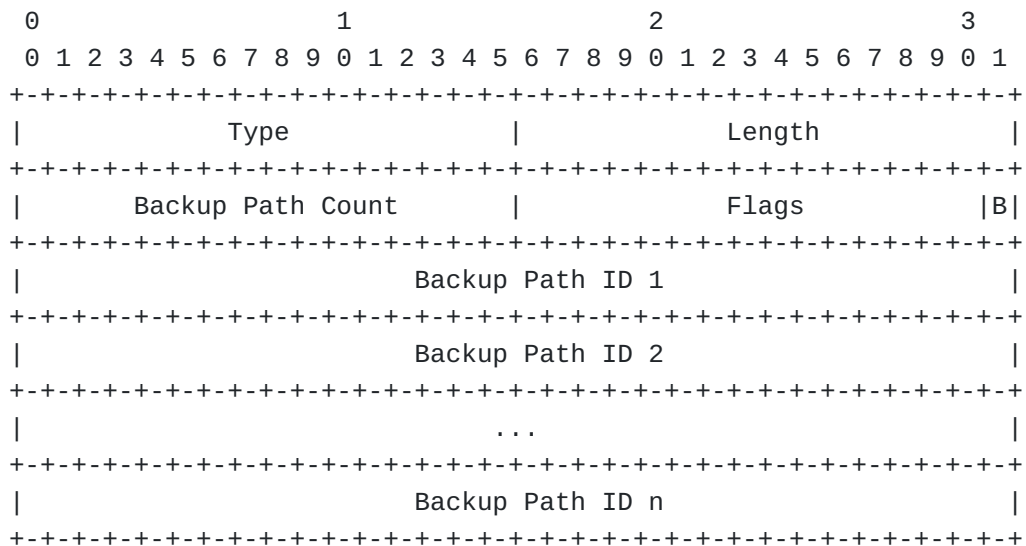 0                   1                   2                   3
 0 1 2 3 4 5 6 7 8 9 0 1 2 3 4 5 6 7 8 9 0 1 2 3 4 5 6 7 8 9 0 1
+-+-+-+-+-+-+-+-+-+-+-+-+-+-+-+-+-+-+-+-+-+-+-+-+-+-+-+-+-+-+-+-+
|             Type              |             Length            |
+-+-+-+-+-+-+-+-+-+-+-+-+-+-+-+-+-+-+-+-+-+-+-+-+-+-+-+-+-+-+-+-+
|       Backup Path Count       |             Flags           |B|
+-+-+-+-+-+-+-+-+-+-+-+-+-+-+-+-+-+-+-+-+-+-+-+-+-+-+-+-+-+-+-+-+
|                         Backup Path ID 1                      |
+-+-+-+-+-+-+-+-+-+-+-+-+-+-+-+-+-+-+-+-+-+-+-+-+-+-+-+-+-+-+-+-+
|                         Backup Path ID 2                      |
+-+-+-+-+-+-+-+-+-+-+-+-+-+-+-+-+-+-+-+-+-+-+-+-+-+-+-+-+-+-+-+-+
|                              ...                              |
+-+-+-+-+-+-+-+-+-+-+-+-+-+-+-+-+-+-+-+-+-+-+-+-+-+-+-+-+-+-+-+-+
|                         Backup Path ID n                      |
+-+-+-+-+-+-+-+-+-+-+-+-+-+-+-+-+-+-+-+-+-+-+-+-+-+-+-+-+-+-+-+-+